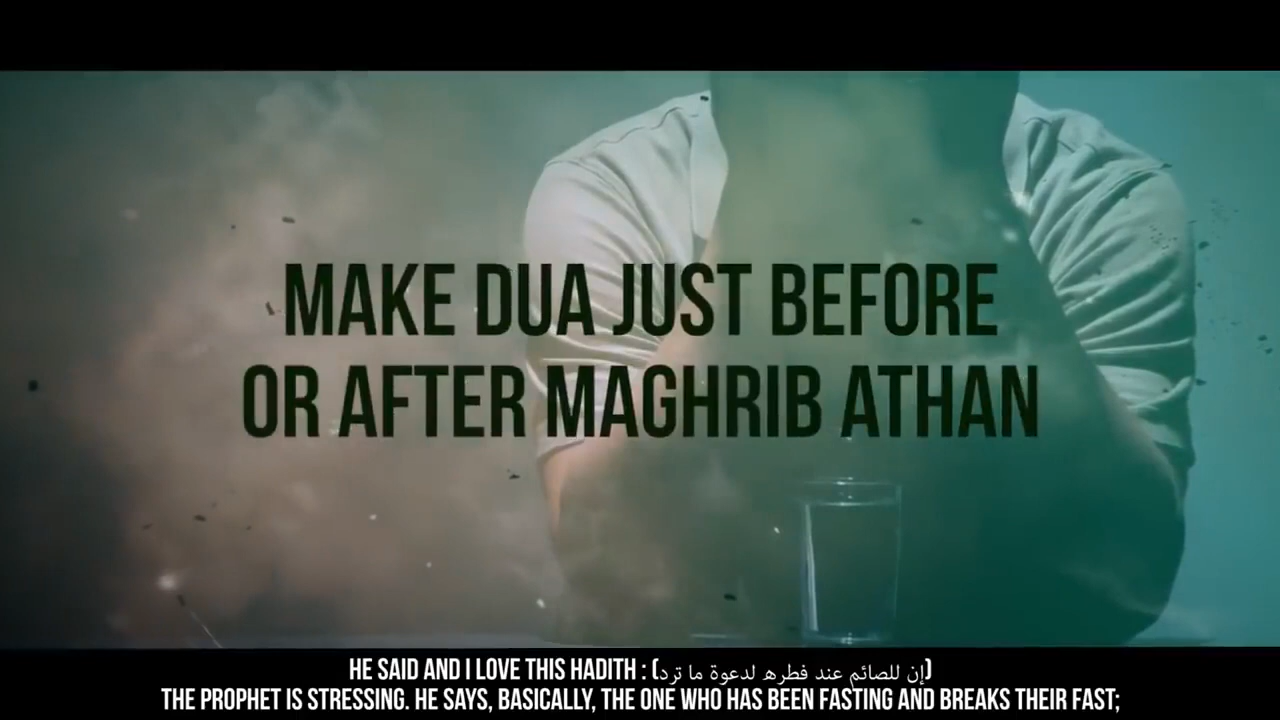 MAKE DUA JUST BEFORE
OR AFTER MAGHRIB ATHAN
HE SAID AND I LOVE THIS HADITH : (إن للصائم عند فطره لدعوة ما ترد)
THE PROPHET IS STRESSING. HE SAYS, BASICALLY, THE ONE WHO HAS BEEN FASTING AND BREAKS THEIR FAST;